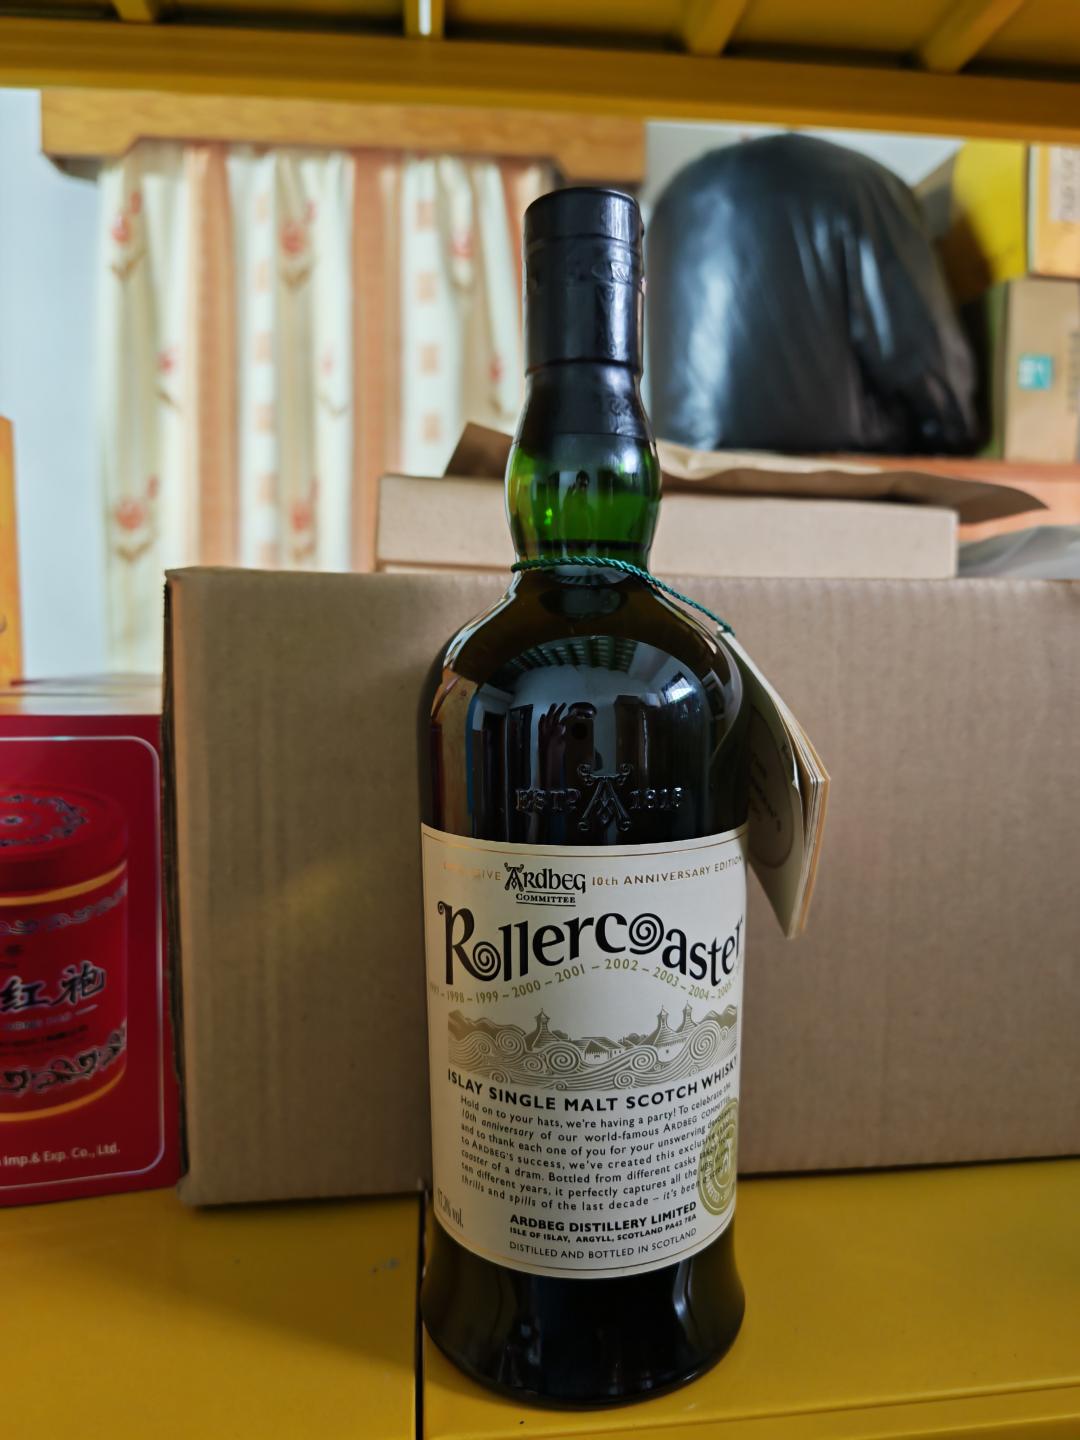 ESTD 1815
Ardbeg 10th ANNIVERSARY EDITION
COMMITTEE
Rollercoaster
1998 – 1999 – 2000 – 2001 – 2002 – 2003 – 2004 – 2005
ISLAY SINGLE MALT SCOTCH WHISKY
Hold on to your hats, we're having a party! To celebrate the
10th anniversary of our world-famous ARDBEG COMMITTEE
and to thank each one of you for your unswerving
to ARDBEG'S success, we've created this exclusive
coaster of a dram. Bottled from different casks
ten different years, it perfectly captures all the
thrills and spills of the last decade – it's been
vol.
ARDBEG DISTILLERY LIMITED
ISLE OF ISLAY, ARGYLL, SCOTLAND PA42 7EA
DISTILLED AND BOTTLED IN SCOTLAND
红袍
Imp.& Exp. Co., Ltd.